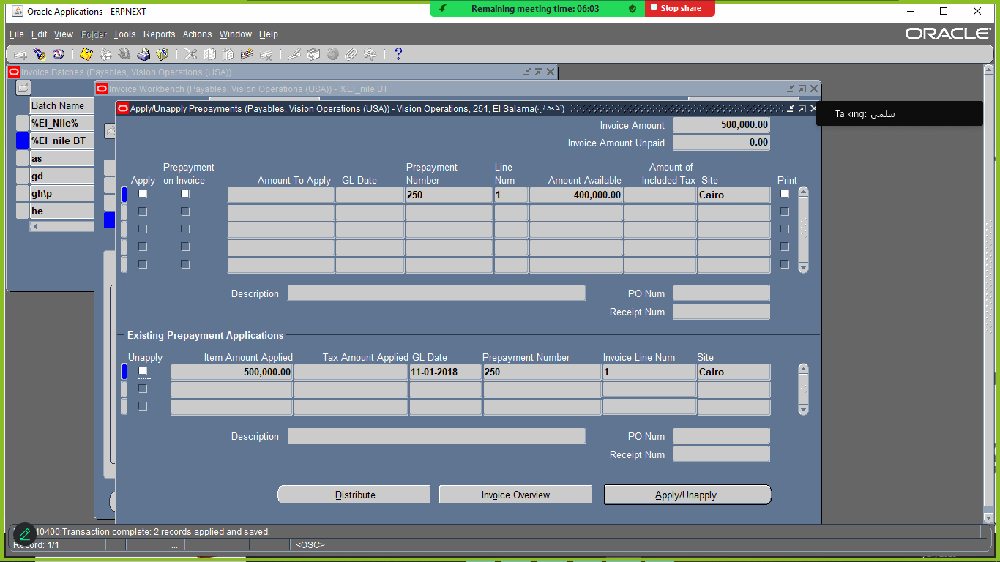 Oracle Applications - ERPNEXT
Remaining meeting time: 06:03
Stop share
File Edit View Folder Tools Reports Actions Window Help
ORACLE
Invoice Batches (Payables, Vision Operations (USA))
Invoice Workbench (Payables, Vision Operations (USA)) - %El_nile BT
Batch Name
%El_Nile%
%El_nile BT
as
gd
gh\p
he
Apply/Unapply Prepayments (Payables, Vision Operations (USA)) - Vision Operations, 251, El Salama(للاخشاب)
Talking: سلمى
Invoice Amount 500,000.00
Invoice Amount Unpaid 0.00
Apply Prepayment on Invoice Amount To Apply GL Date Prepayment Number Line Num Amount Available Amount of Included Tax Site Print
250 1 400,000.00 Cairo
Description PO Num
Receipt Num
Existing Prepayment Applications
Unapply Item Amount Applied Tax Amount Applied GL Date Prepayment Number Invoice Line Num Site
500,000.00 11-01-2018 250 1 Cairo
Description PO Num
Receipt Num
Distribute Invoice Overview Apply/Unapply
40400:Transaction complete: 2 records applied and saved.
Record: 1/1 ... <OSC>